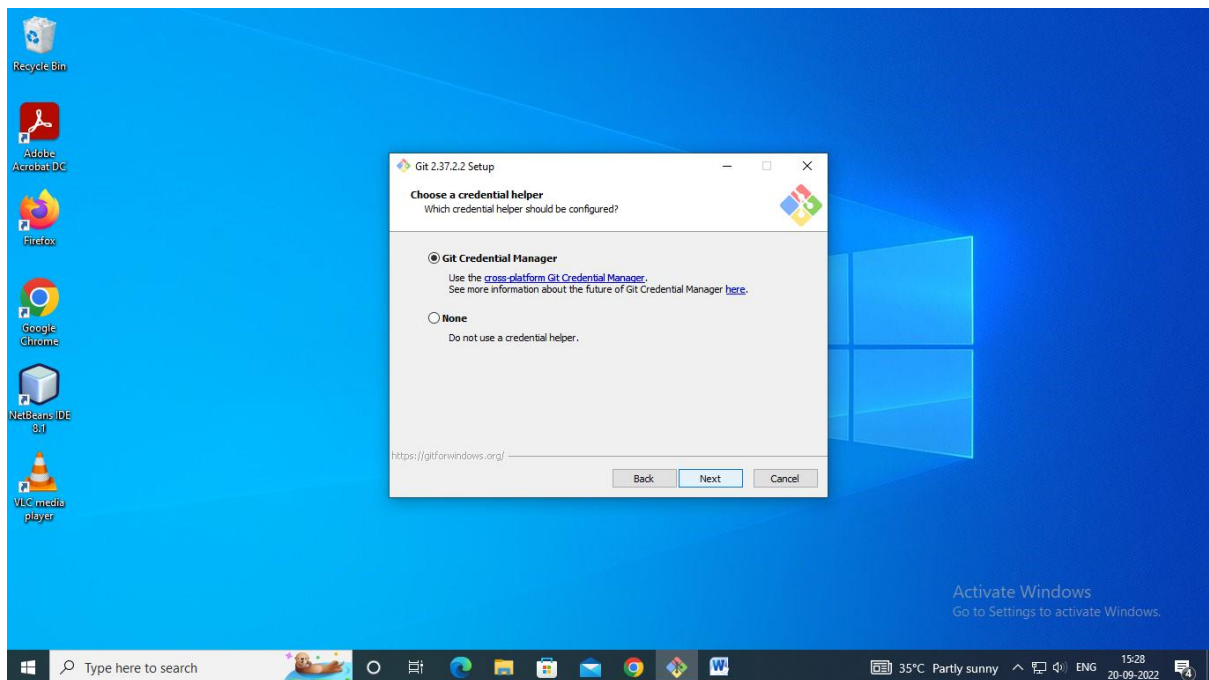 Recycle Bin
Adobe
Acrobat DC
Firefox
Google
Chrome
NetBeans IDE
8.1
VLC media
player
Git 2.37.2.2 Setup
Choose a credential helper
Which credential helper should be configured?
Git Credential Manager
Use the cross-platform Git Credential Manager.
See more information about the future of Git Credential Manager here.
None
Do not use a credential helper.
https://gitforwindows.org/
Back Next Cancel
Activate Windows
Go to Settings to activate Windows.
Type here to search
35°C Partly sunny
ENG
15:28
20-09-2022
4